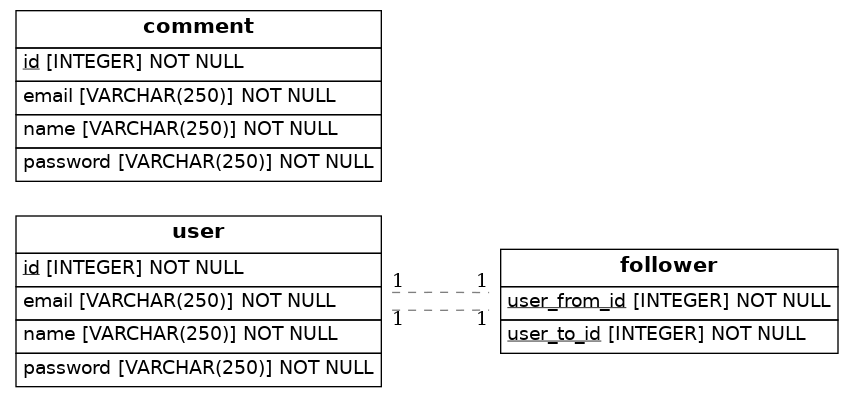 comment
id [INTEGER] NOT NULL
email [VARCHAR(250)] NOT NULL
name [VARCHAR(250)] NOT NULL
password [VARCHAR(250)] NOT NULL
user
id [INTEGER] NOT NULL
email [VARCHAR(250)] NOT NULL
name [VARCHAR(250)] NOT NULL
password [VARCHAR(250)] NOT NULL
1 1
1 1
follower
user_from_id [INTEGER] NOT NULL
user_to_id [INTEGER] NOT NULL